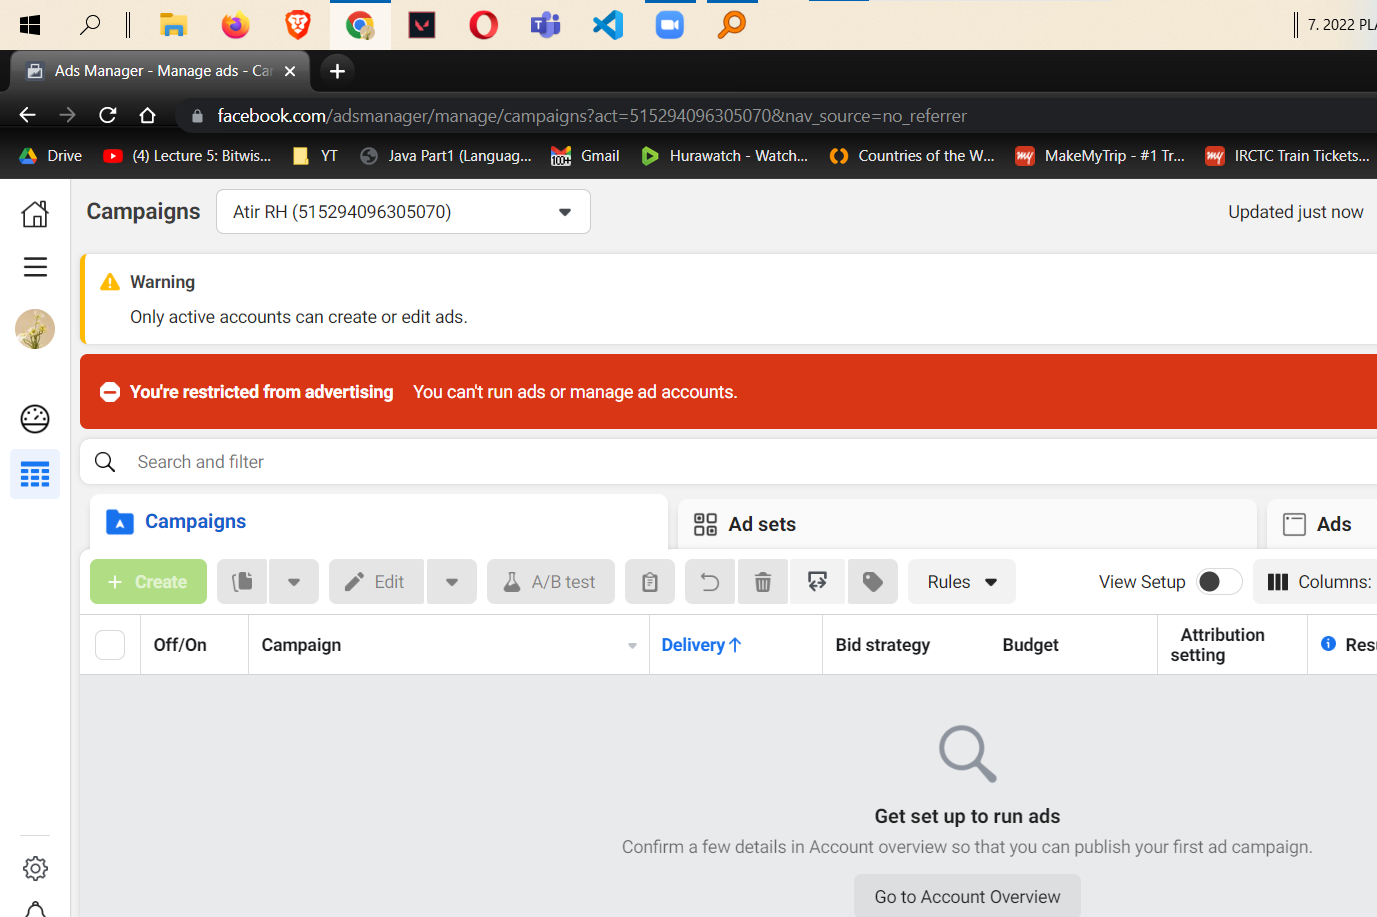 7. 2022 PLA
Ads Manager - Manage ads - Car
facebook.com/adsmanager/manage/campaigns?act=515294096305070&nav_source=no_referrer
Drive
(4) Lecture 5: Bitwis...
YT
Java Part1 (Languag...
100+
Gmail
Hurawatch - Watch...
Countries of the W...
my
MakeMyTrip - #1 Tr...
my
IRCTC Train Tickets...
Campaigns
Atir RH (515294096305070)
Updated just now
Warning
Only active accounts can create or edit ads.
You're restricted from advertising You can't run ads or manage ad accounts.
Search and filter
Campaigns
Ad sets
Ads
+ Create
Edit
A/B test
Rules
View Setup
Columns:
Off/On
Campaign
Delivery↑
Bid strategy
Budget
Attribution
setting
Resu
Get set up to run ads
Confirm a few details in Account overview so that you can publish your first ad campaign.
Go to Account Overview